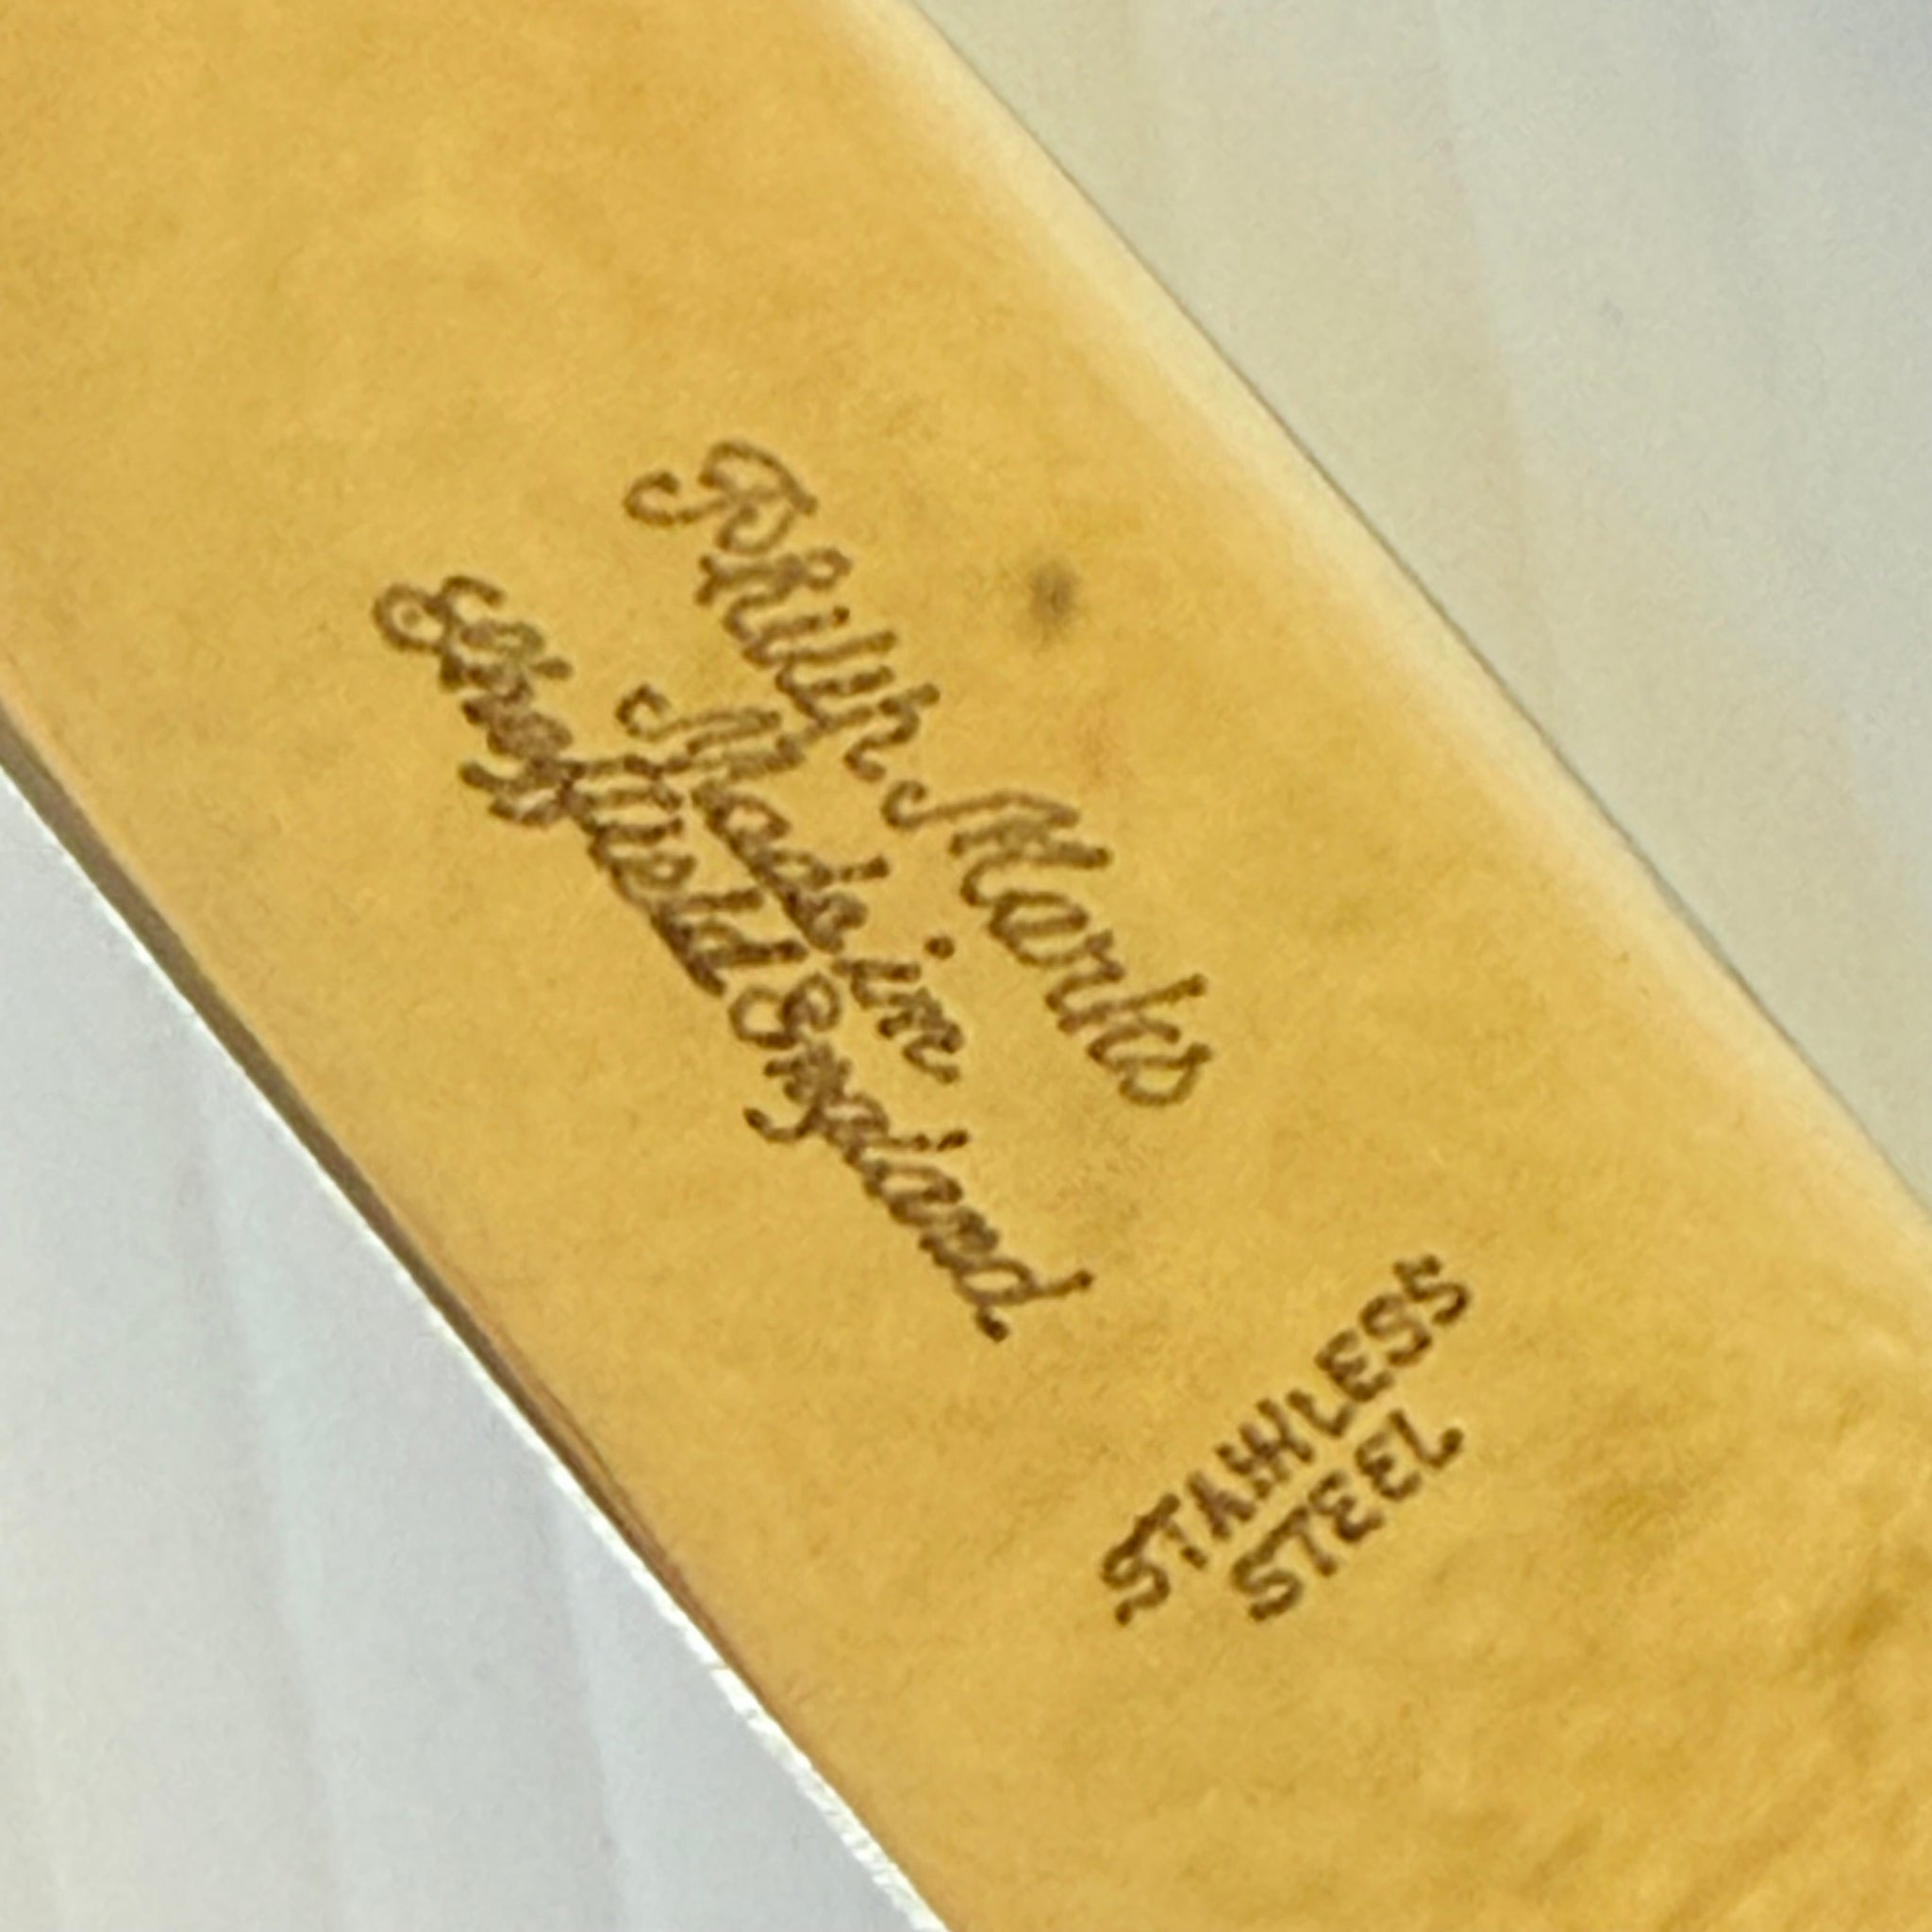 Philip Marks
Made in
Sheffield England
STAINLESS
STEEL